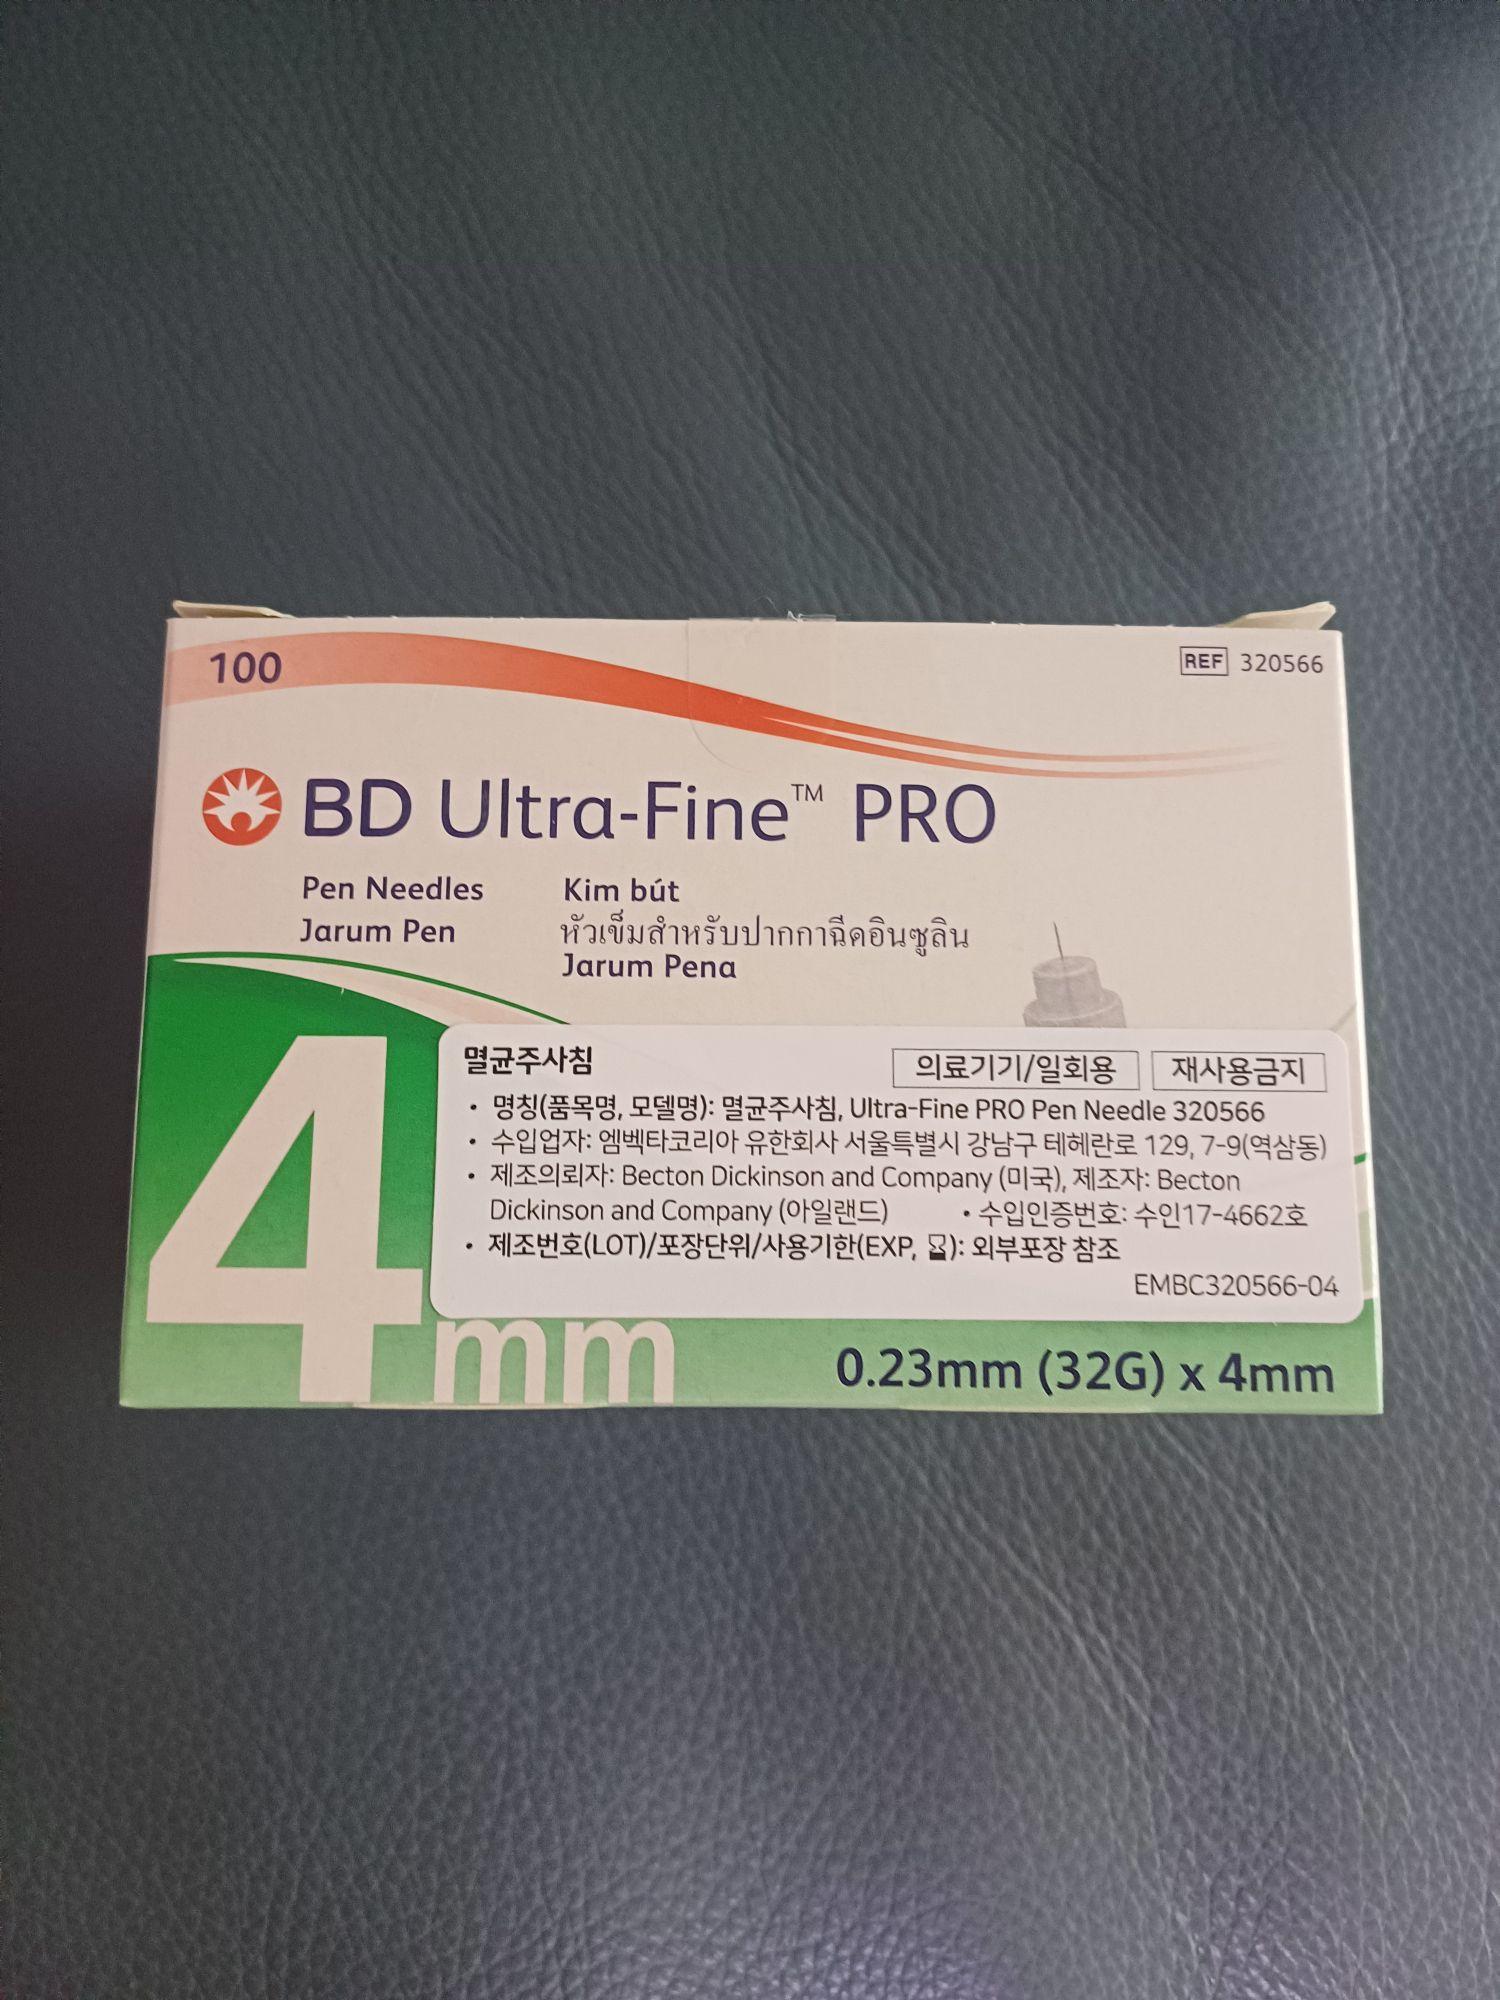 100
REF 320566
BD Ultra-Fine™ PRO
Pen Needles
Jarum Pen
Kim bút
หัวเข็มสำหรับปากกาฉีดอินซูลิน
Jarum Pena
4mm
멸균주사침
의료기기/일회용
재사용금지
• 명칭(품목명, 모델명): 멸균주사침, Ultra-Fine PRO Pen Needle 320566
• 수입업자: 엠벡타코리아 유한회사 서울특별시 강남구 테헤란로 129, 7-9(역삼동)
• 제조의뢰자: Becton Dickinson and Company (미국), 제조자: Becton
Dickinson and Company (아일랜드) • 수입인증번호: 수인17-4662호
• 제조번호(LOT)/포장단위/사용기한(EXP, ⌛): 외부포장 참조
EMBC320566-04
0.23mm (32G) x 4mm